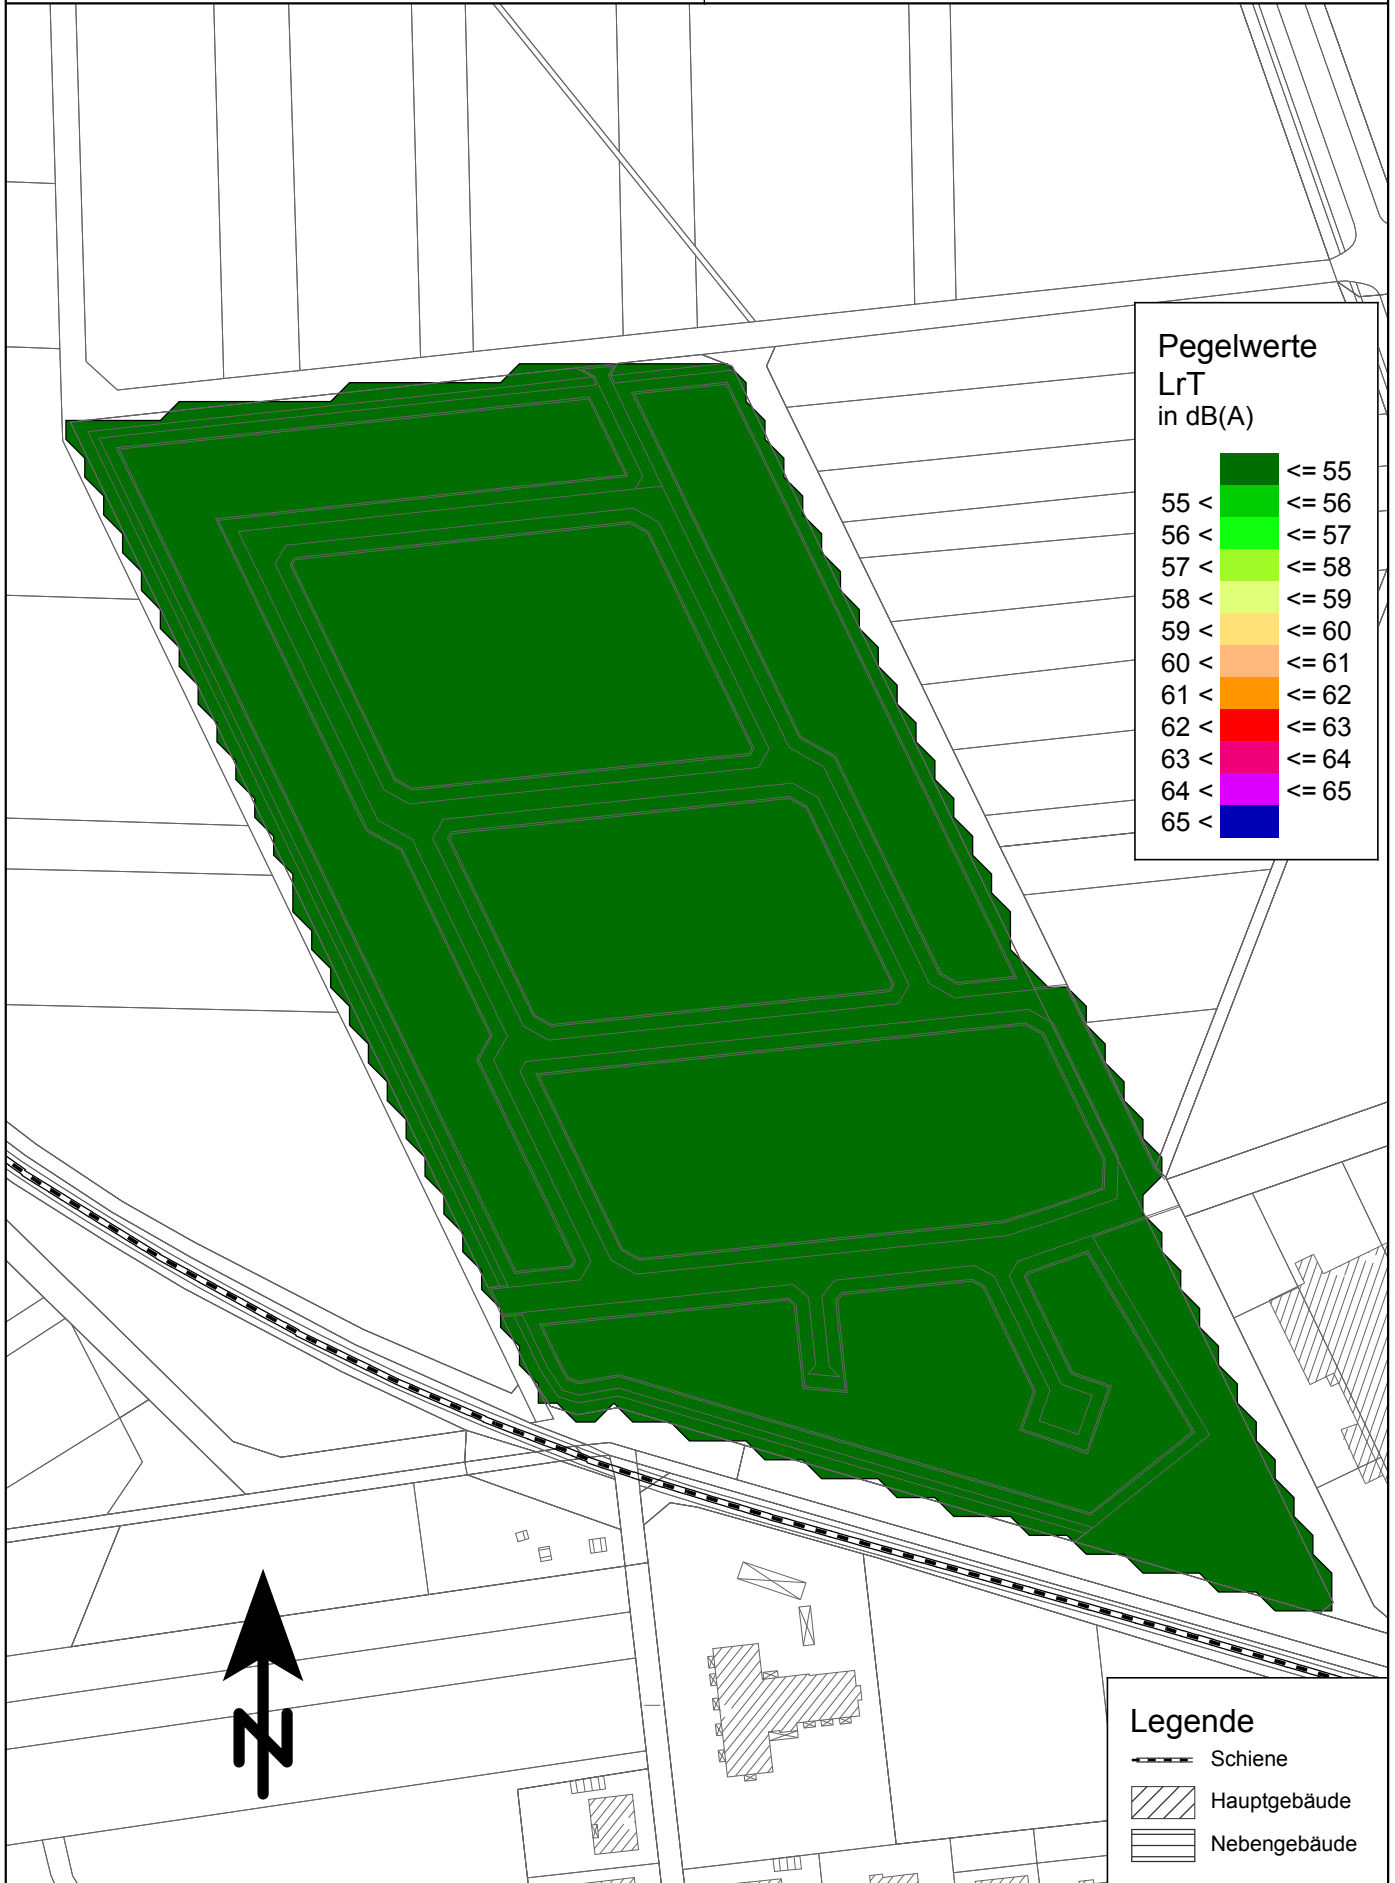 Pegelwerte
LrT
in dB(A)
<= 55
55 < <= 56
56 < <= 57
57 < <= 58
58 < <= 59
59 < <= 60
60 < <= 61
61 < <= 62
62 < <= 63
63 < <= 64
64 < <= 65
65 <
N
Legende
Schiene
Hauptgebäude
Nebengebäude